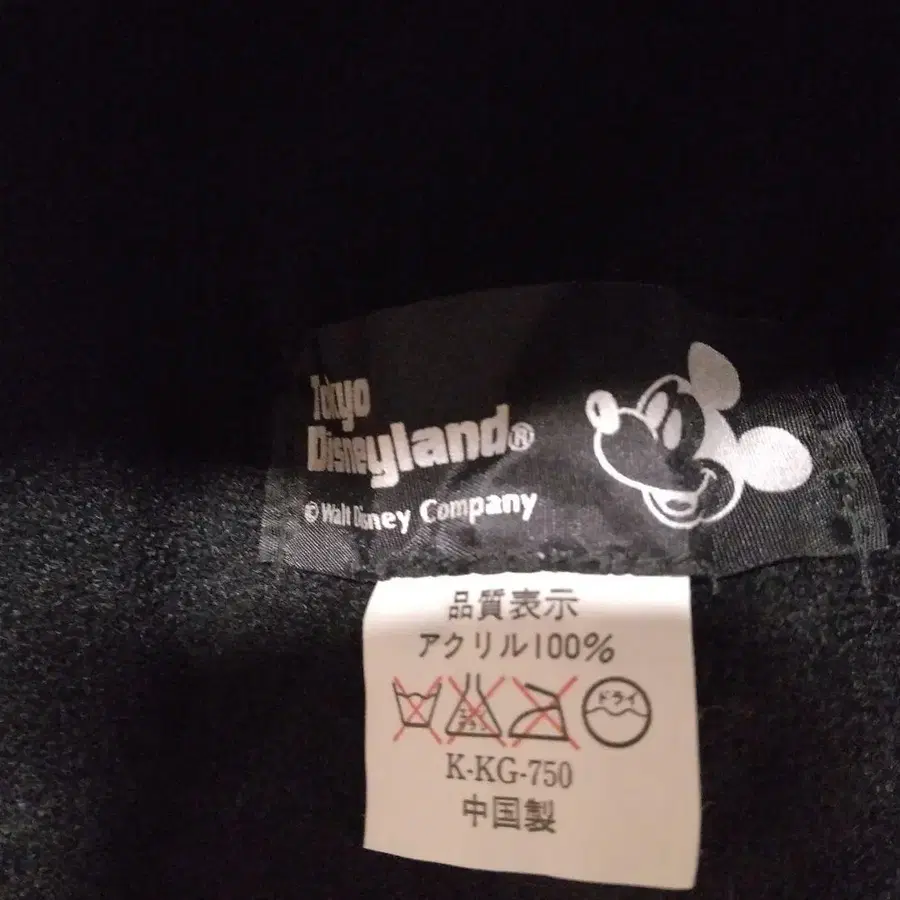 Tokyo
Disneyland®
© Walt Disney Company
品質表示
アクリル100%
ドライ
K-KG-750
中国製